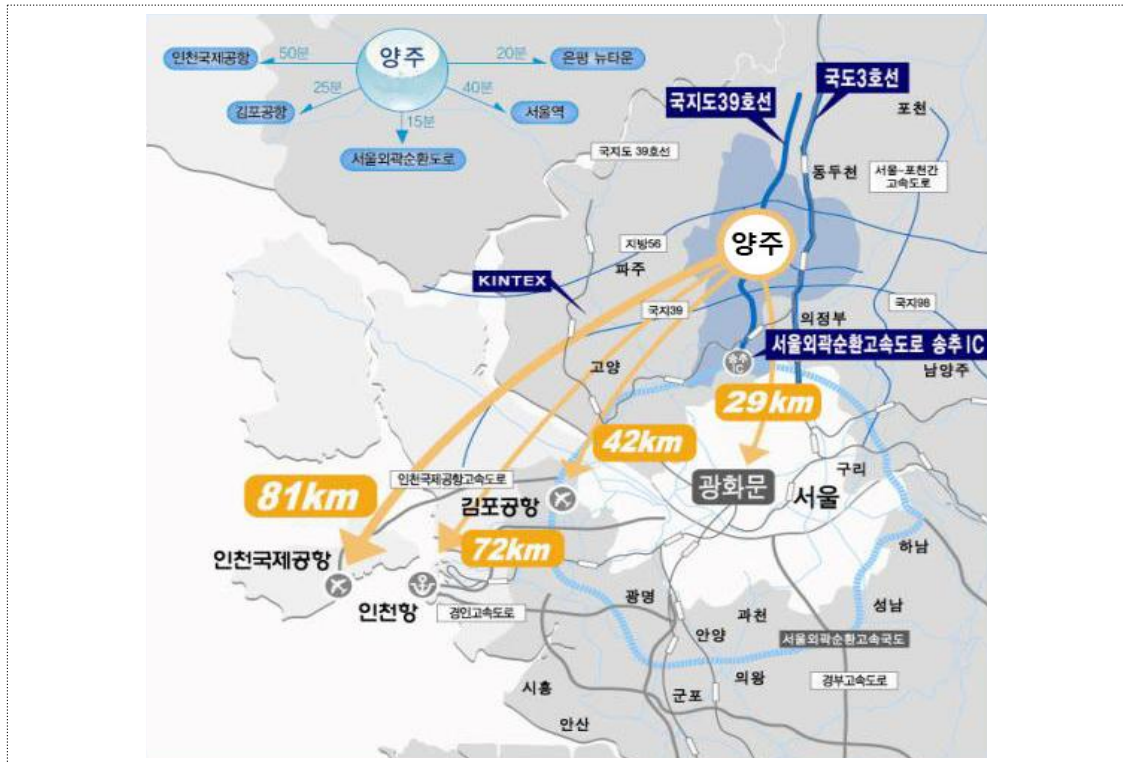 양주
인천국제공항
50분
20분
은평 뉴타운
25분
40분
김포공항
서울역
15분
서울외곽순환도로
국지도39호선
국도3호선
포천
국지도 39호선
동두천
서울-포천간
고속도로
양주
지방56
파주
KINTEX
국지39
국지98
의정부
서울외곽순환고속도로 송추 IC
송추
IC
고양
남양주
29km
42km
81km
인천국제공항고속도로
구리
광화문
서울
김포공항
72km
인천국제공항
하남
인천항
경인고속도로
광명
과천
성남
안양
서울외곽순환고속국도
의왕
경부고속도로
시흥
군포
안산